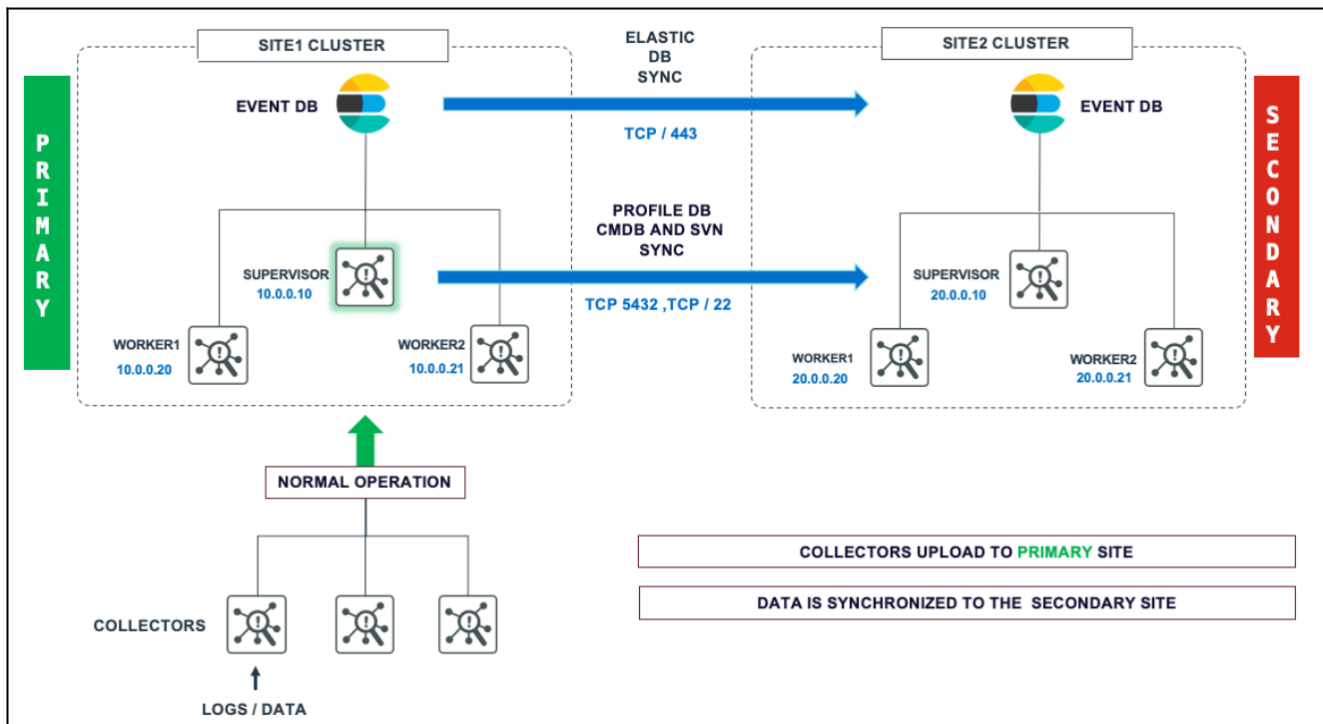 SITE1 CLUSTER
ELASTIC
DB
SYNC
SITE2 CLUSTER
PRIMARY
EVENT DB
TCP / 443
EVENT DB
SECONDARY
PROFILE DB
CMDB AND SVN
SYNC
SUPERVISOR
10.0.0.10
TCP 5432 ,TCP / 22
SUPERVISOR
20.0.0.10
WORKER1
10.0.0.20
WORKER2
10.0.0.21
WORKER1
20.0.0.20
WORKER2
20.0.0.21
NORMAL OPERATION
COLLECTORS UPLOAD TO PRIMARY SITE
DATA IS SYNCHRONIZED TO THE SECONDARY SITE
COLLECTORS
LOGS / DATA